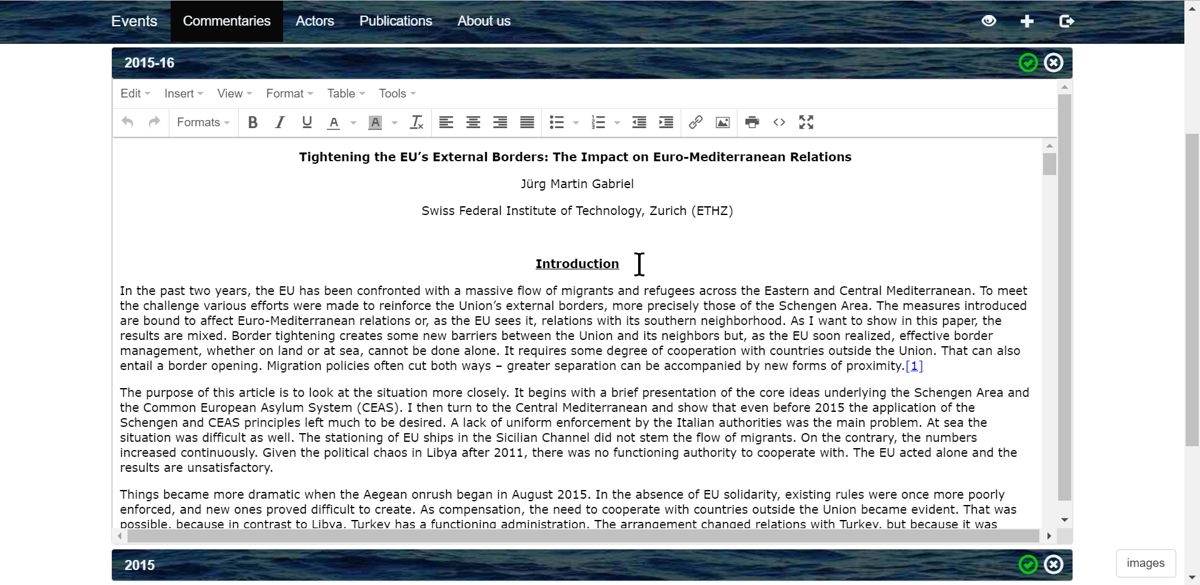 Events Commentaries Actors Publications About us
2015-16
Edit Insert View Format Table Tools
Formats B I U A A Tx
Tightening the EU’s External Borders: The Impact on Euro-Mediterranean Relations
Jürg Martin Gabriel
Swiss Federal Institute of Technology, Zurich (ETHZ)
Introduction
In the past two years, the EU has been confronted with a massive flow of migrants and refugees across the Eastern and Central Mediterranean. To meet
the challenge various efforts were made to reinforce the Union’s external borders, more precisely those of the Schengen Area. The measures introduced
are bound to affect Euro-Mediterranean relations or, as the EU sees it, relations with its southern neighborhood. As I want to show in this paper, the
results are mixed. Border tightening creates some new barriers between the Union and its neighbors but, as the EU soon realized, effective border
management, whether on land or at sea, cannot be done alone. It requires some degree of cooperation with countries outside the Union. That can also
entail a border opening. Migration policies often cut both ways – greater separation can be accompanied by new forms of proximity.[1]
The purpose of this article is to look at the situation more closely. It begins with a brief presentation of the core ideas underlying the Schengen Area and
the Common European Asylum System (CEAS). I then turn to the Central Mediterranean and show that even before 2015 the application of the
Schengen and CEAS principles left much to be desired. A lack of uniform enforcement by the Italian authorities was the main problem. At sea the
situation was difficult as well. The stationing of EU ships in the Sicilian Channel did not stem the flow of migrants. On the contrary, the numbers
increased continuously. Given the political chaos in Libya after 2011, there was no functioning authority to cooperate with. The EU acted alone and the
results are unsatisfactory.
Things became more dramatic when the Aegean onrush began in August 2015. In the absence of EU solidarity, existing rules were once more poorly
enforced, and new ones proved difficult to create. As compensation, the need to cooperate with countries outside the Union became evident. That was
possible, because in contrast to Libya, Turkey has a functioning administration. The arrangement changed relations with Turkey, but because it was
2015
images